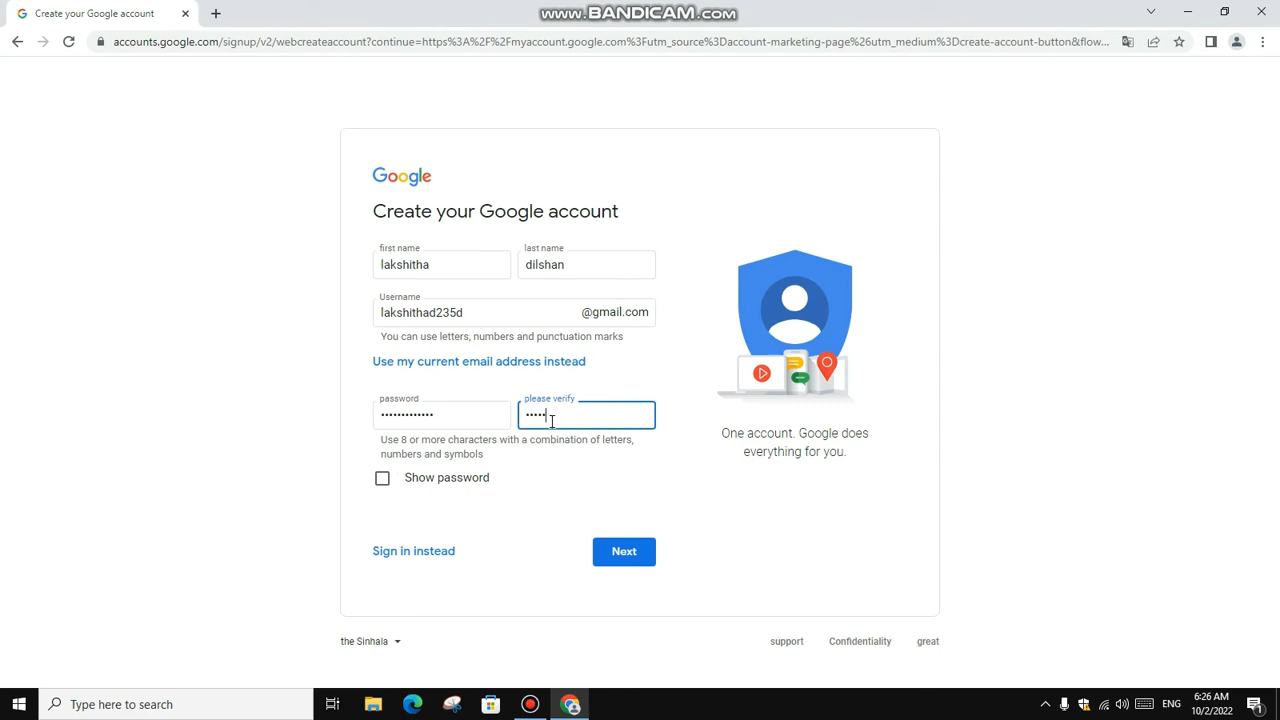 Create your Google account
www.BANDICAM.com
accounts.google.com/signup/v2/webcreateaccount?continue=https%3A%2F%2Fmyaccount.google.com%3Futm_source%3Daccount-marketing-page%26utm_medium%3Dcreate-account-button&flow...
Google
Create your Google account
first name
last name
lakshitha
dilshan
Username
lakshithad235d
@gmail.com
You can use letters, numbers and punctuation marks
Use my current email address instead
password
please verify
•••••••••••••
•••••
Use 8 or more characters with a combination of letters,
numbers and symbols
Show password
One account. Google does
everything for you.
Sign in instead
Next
the Sinhala
support
Confidentiality
great
Type here to search
ENG
6:26 AM
10/2/2022
1